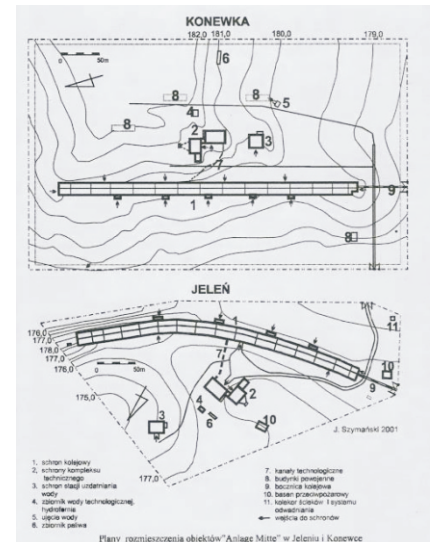 KONEWKA
182,0 181,0 180,0 179,0
6
50m
8 8 5
4
8 2 3
7
1 9
8
JELEŃ
176,0
177,0
178,0
177,0
176,0
1
11
50m
7
175,0
10
9
2
4
3 6
10
177,0
J. Szymański 2001
1. schron kolejowy
2. schrony kompleksu
technicznego
3. schron stacji uzdatniania
wody
4. zbiornik wody technologicznej,
hydrofornia
5. ujęcia wody
6. zbiornik paliwa
7. kanały technologiczne
8. budynki powojenne
9. bocznica kolejowa
10. basen przeciwpożarowy
11. kolektor ścieków i systemu
odwadniania
wejścia do schronów
Plany rozmieszczenia obiektów "Anlage Mitte" w Jeleniu i Konewce